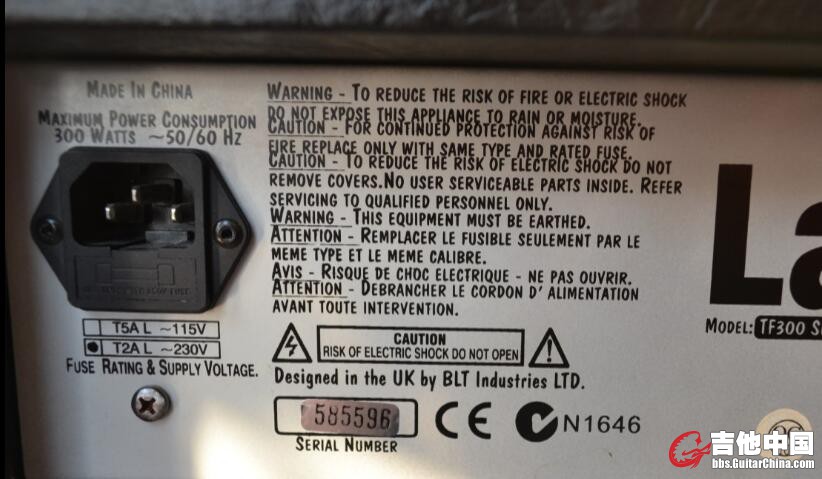 MADE IN CHINA
MAXIMUM POWER CONSUMPTION
300 WATTS ~50/60 HZ
T5A L ~115V
T2A L ~230V
FUSE RATING & SUPPLY VOLTAGE.
WARNING - TO REDUCE THE RISK OF FIRE OR ELECTRIC SHOCK
DO NOT EXPOSE THIS APPLIANCE TO RAIN OR MOISTURE.
CAUTION - FOR CONTINUED PROTECTION AGAINST RISK OF
FIRE REPLACE ONLY WITH SAME TYPE AND RATED FUSE.
CAUTION - TO REDUCE THE RISK OF ELECTRIC SHOCK DO NOT
REMOVE COVERS.NO USER SERVICEABLE PARTS INSIDE. REFER
SERVICING TO QUALIFIED PERSONNEL ONLY.
WARNING - THIS EQUIPMENT MUST BE EARTHED.
ATTENTION - REMPLACER LE FUSIBLE SEULEMENT PAR LE
MEME TYPE ET LE MEME CALIBRE.
AVIS - RISQUE DE CHOC ELECTRIQUE - NE PAS OUVRIR.
ATTENTION - DEBRANCHER LE CORDON D' ALIMENTATION
AVANT TOUTE INTERVENTION.
CAUTION
RISK OF ELECTRIC SHOCK DO NOT OPEN
Designed in the UK by BLT Industries LTD.
585596
SERIAL NUMBER
CE
N1646
La
MODEL: TF300 S
吉他中国
bbs.GuitarChina.com